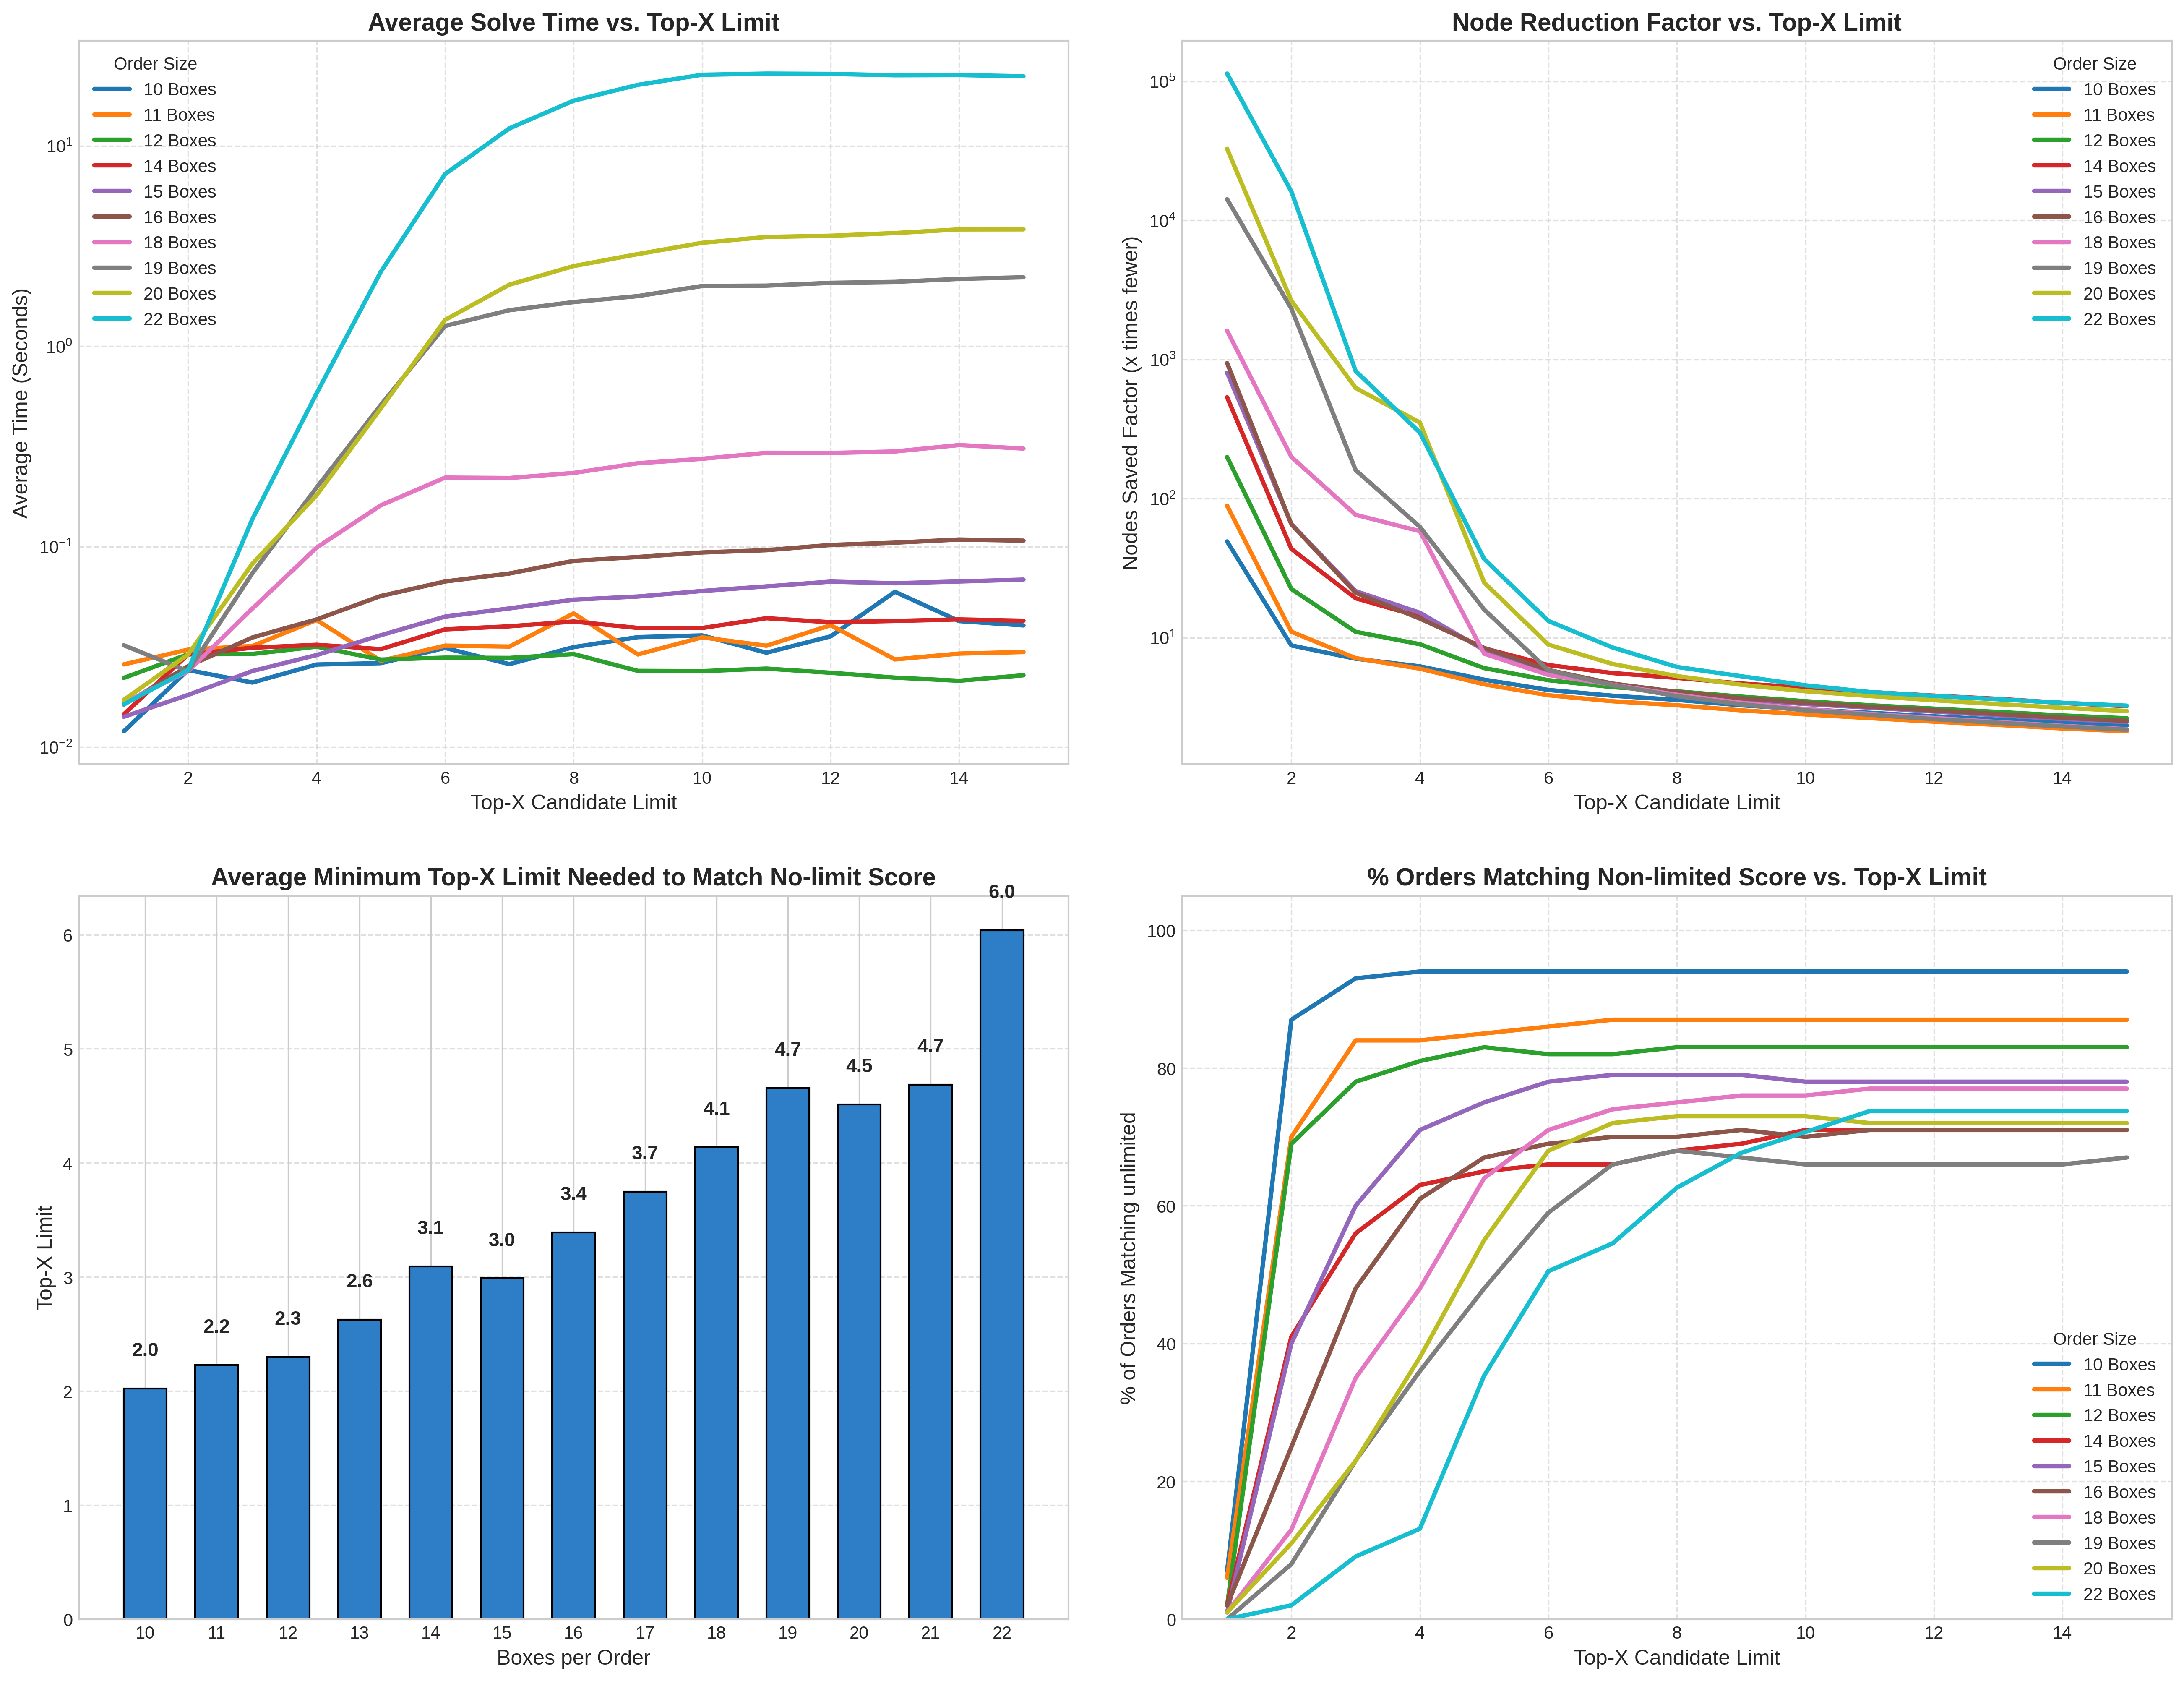 Average Solve Time vs. Top-X Limit
Order Size
10 Boxes
11 Boxes
12 Boxes
14 Boxes
15 Boxes
16 Boxes
18 Boxes
19 Boxes
20 Boxes
22 Boxes
Average Time (Seconds)
10¹
10⁰
10⁻¹
10⁻²
2 4 6 8 10 12 14
Top-X Candidate Limit
Node Reduction Factor vs. Top-X Limit
Order Size
10 Boxes
11 Boxes
12 Boxes
14 Boxes
15 Boxes
16 Boxes
18 Boxes
19 Boxes
20 Boxes
22 Boxes
Nodes Saved Factor (x times fewer)
10⁵
10⁴
10³
10²
10¹
2 4 6 8 10 12 14
Top-X Candidate Limit
Average Minimum Top-X Limit Needed to Match No-limit Score
Top-X Limit
6
5
4
3
2
1
0
2.0 2.2 2.3 2.6 3.1 3.0 3.4 3.7 4.1 4.7 4.5 4.7 6.0
10 11 12 13 14 15 16 17 18 19 20 21 22
Boxes per Order
% Orders Matching Non-limited Score vs. Top-X Limit
% of Orders Matching unlimited
100
80
60
40
20
0
Order Size
10 Boxes
11 Boxes
12 Boxes
14 Boxes
15 Boxes
16 Boxes
18 Boxes
19 Boxes
20 Boxes
22 Boxes
2 4 6 8 10 12 14
Top-X Candidate Limit